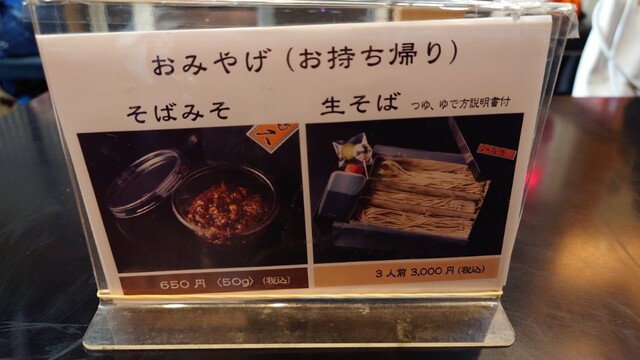 おみやげ（お持ち帰り）
そばみそ
生そば つゆ、ゆで方説明書付
650円〈50g〉(税込)
3人前 3,000円(税込)